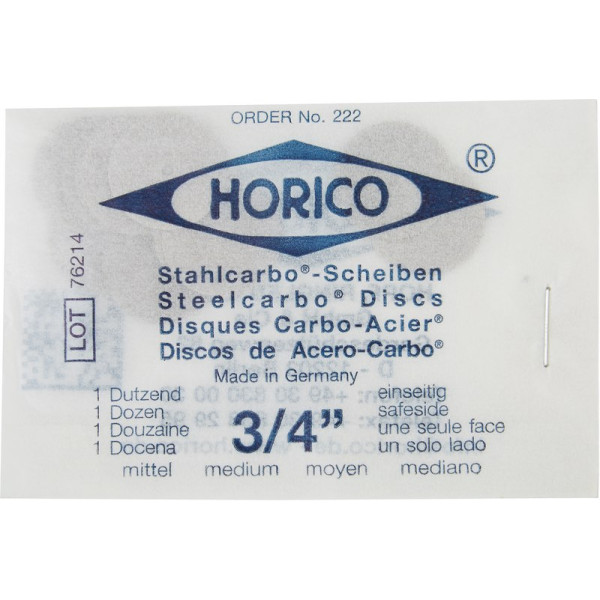 ORDER No. 222
HORICO ®
Stahlcarbo®-Scheiben
Steelcarbo® Discs
Disques Carbo-Acier®
Discos de Acero-Carbo®
Made in Germany
LOT 76214
1 Dutzend
1 Dozen
1 Douzaine
1 Docena
3/4”
einseitig
safeside
une seule face
un solo lado
mittel medium moyen mediano